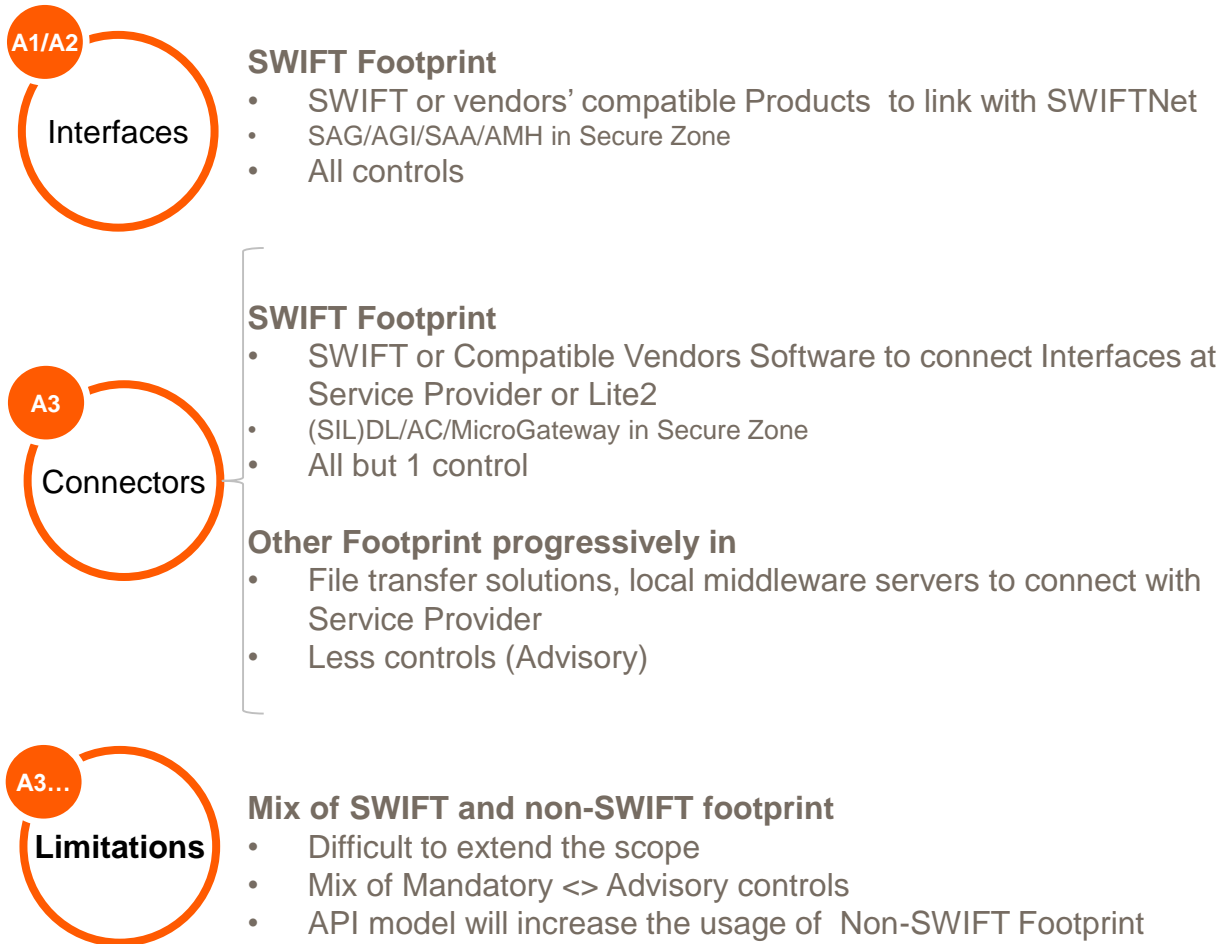 A1/A2
Interfaces
SWIFT Footprint
• SWIFT or vendors’ compatible Products to link with SWIFTNet
• SAG/AGI/SAA/AMH in Secure Zone
• All controls
A3
Connectors
SWIFT Footprint
• SWIFT or Compatible Vendors Software to connect Interfaces at
Service Provider or Lite2
• (SIL)DL/AC/MicroGateway in Secure Zone
• All but 1 control
Other Footprint progressively in
• File transfer solutions, local middleware servers to connect with
Service Provider
• Less controls (Advisory)
A3...
Limitations
Mix of SWIFT and non-SWIFT footprint
• Difficult to extend the scope
• Mix of Mandatory <> Advisory controls
• API model will increase the usage of Non-SWIFT Footprint